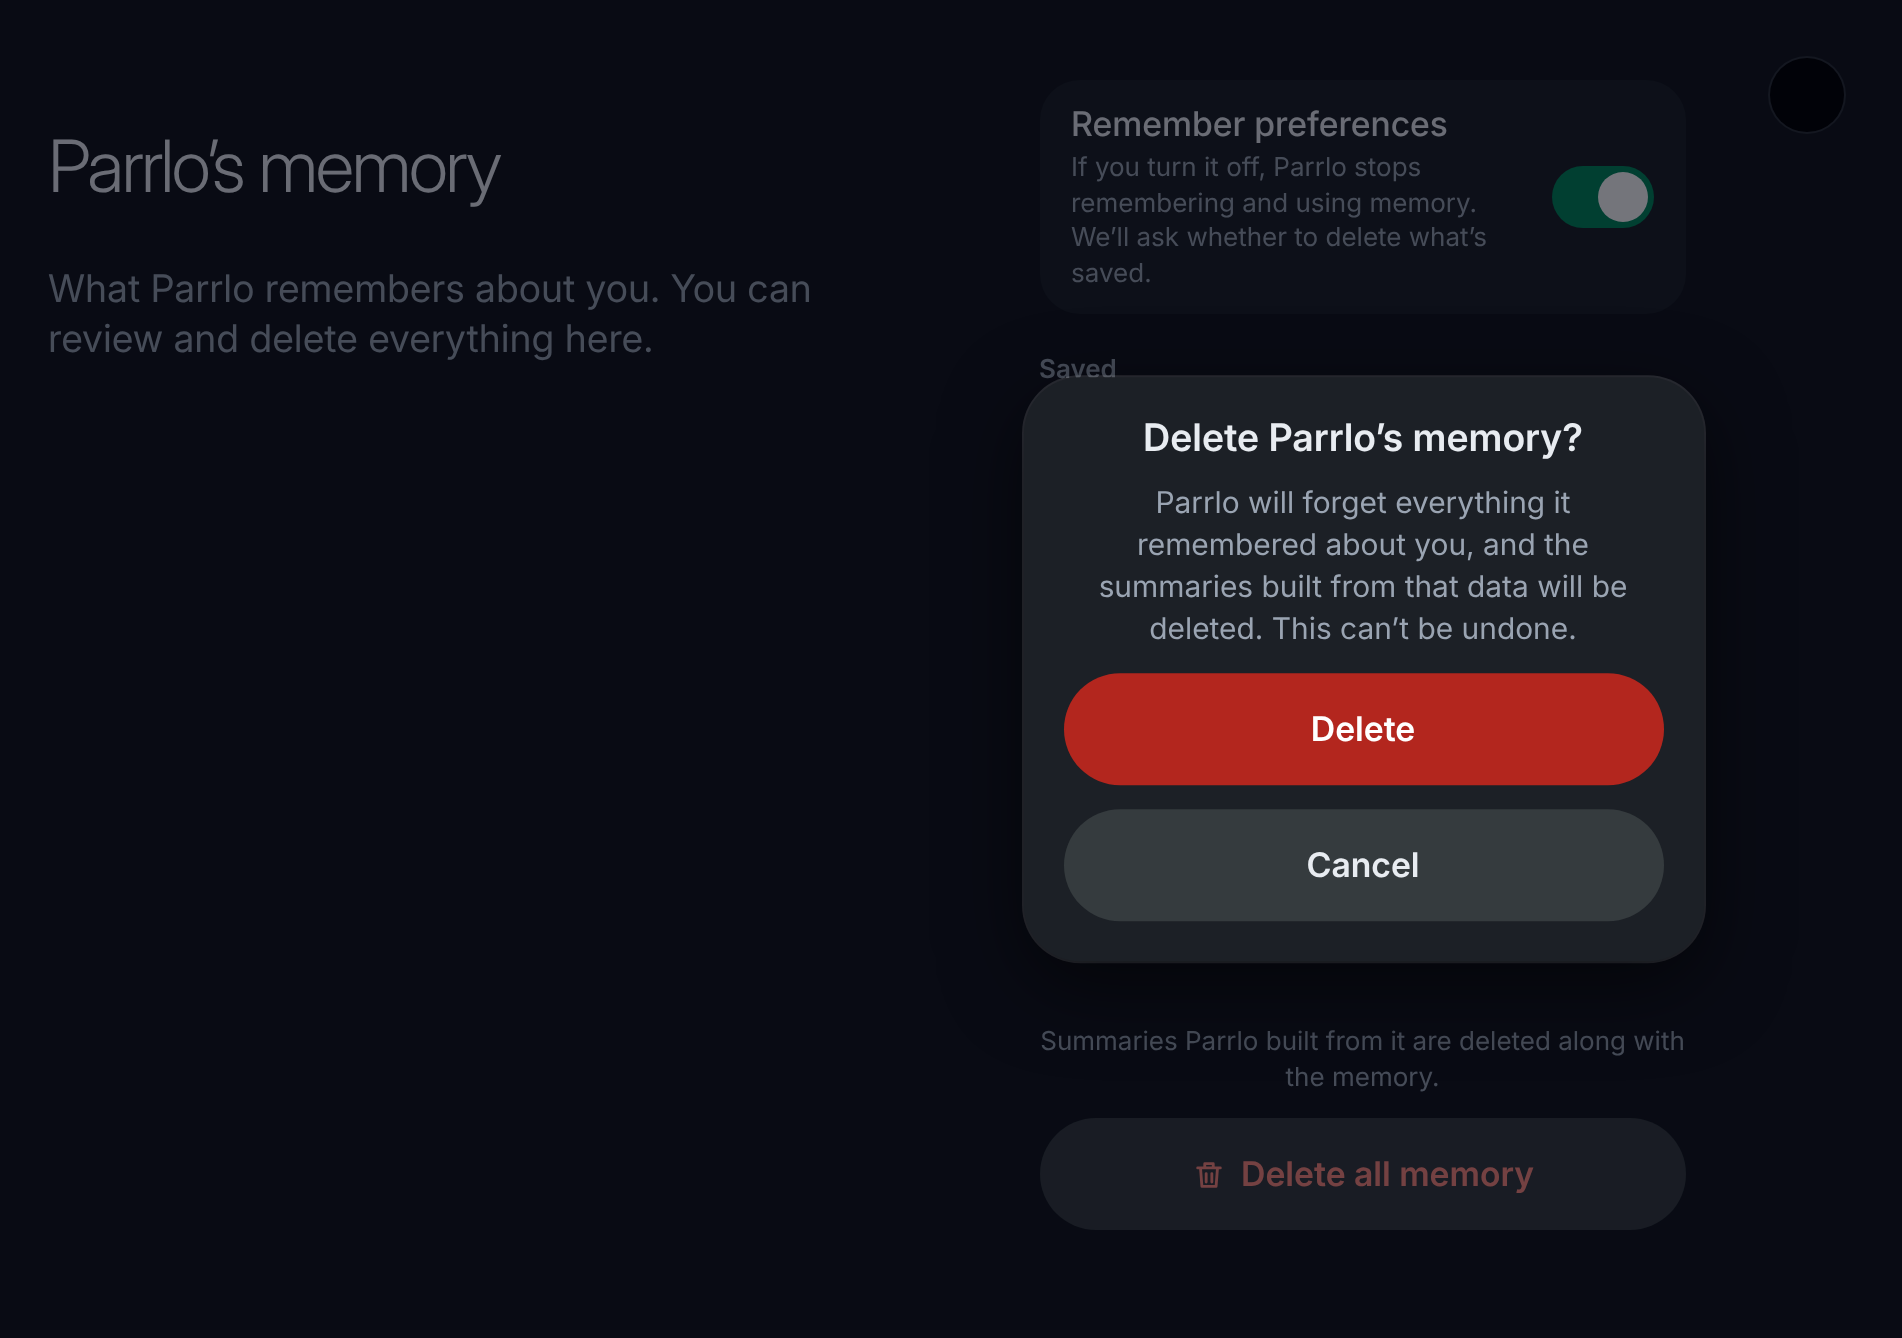 Parrlo’s memory
What Parrlo remembers about you. You can
review and delete everything here.
Remember preferences
If you turn it off, Parrlo stops
remembering and using memory.
We’ll ask whether to delete what’s
saved.
Saved
Delete Parrlo’s memory?
Parrlo will forget everything it
remembered about you, and the
summaries built from that data will be
deleted. This can’t be undone.
Delete
Cancel
Summaries Parrlo built from it are deleted along with
the memory.
Delete all memory